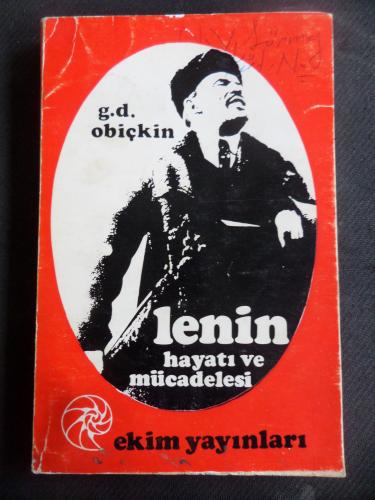 g.d.
obiçkin
lenin
hayatı ve
mücadelesi
ekim yayınları